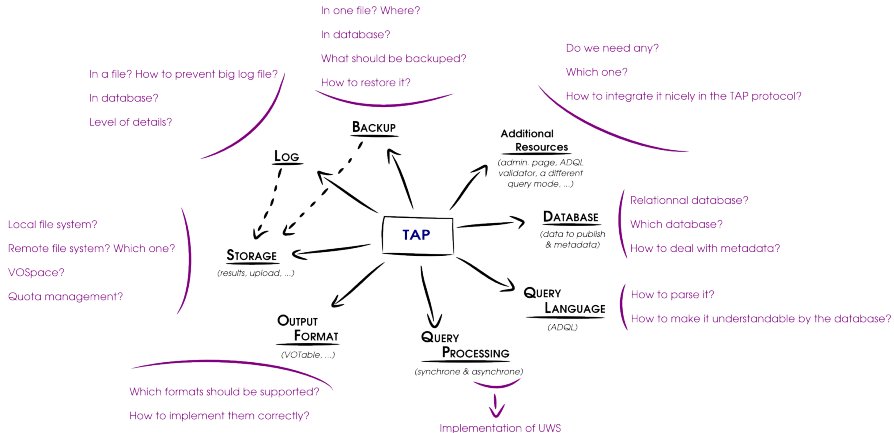 In one file? Where?
In database?
What should be backuped?
How to restore it?
Do we need any?
Which one?
How to integrate it nicely in the TAP protocol?
In a file? How to prevent big log file?
In database?
Level of details?
BACKUP
LOG
Additional
Resources
(admin. page, ADQL
validator, a different
query mode, ...)
Local file system?
Remote file system? Which one?
VOSpace?
Quota management?
STORAGE
(results, upload, ...)
TAP
DATABASE
(data to publish
& metadata)
Relationnal database?
Which database?
How to deal with metadata?
QUERY
LANGUAGE
(ADQL)
How to parse it?
How to make it understandable by the database?
OUTPUT
FORMAT
(VOTable, ...)
QUERY
PROCESSING
(synchrone & asynchrone)
Which formats should be supported?
How to implement them correctly?
Implementation of UWS